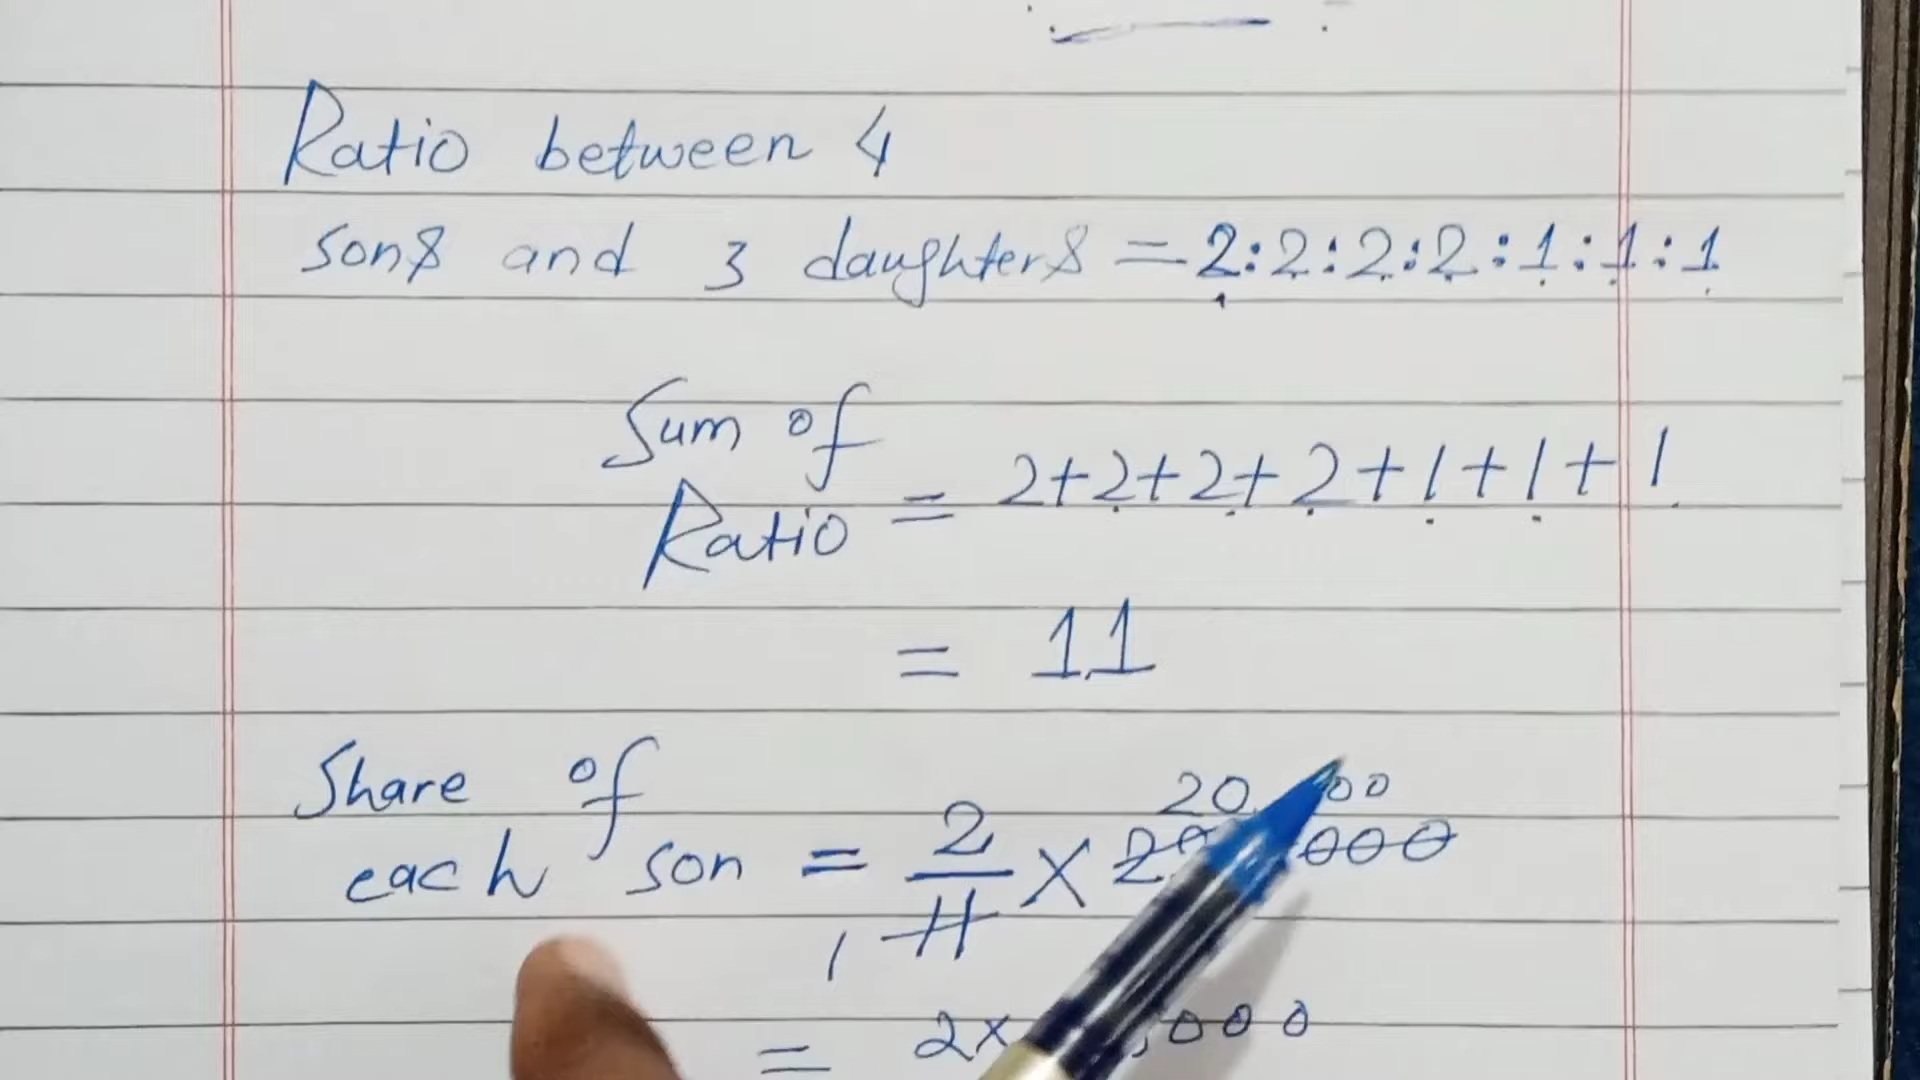 Ratio between 4
sons and 3 daughters = 2:2:2:2:1:1:1
Sum of
Ratio = 2+2+2+2+1+1+1
= 11
Share of
each son = 2/11 ×
1
= 2×